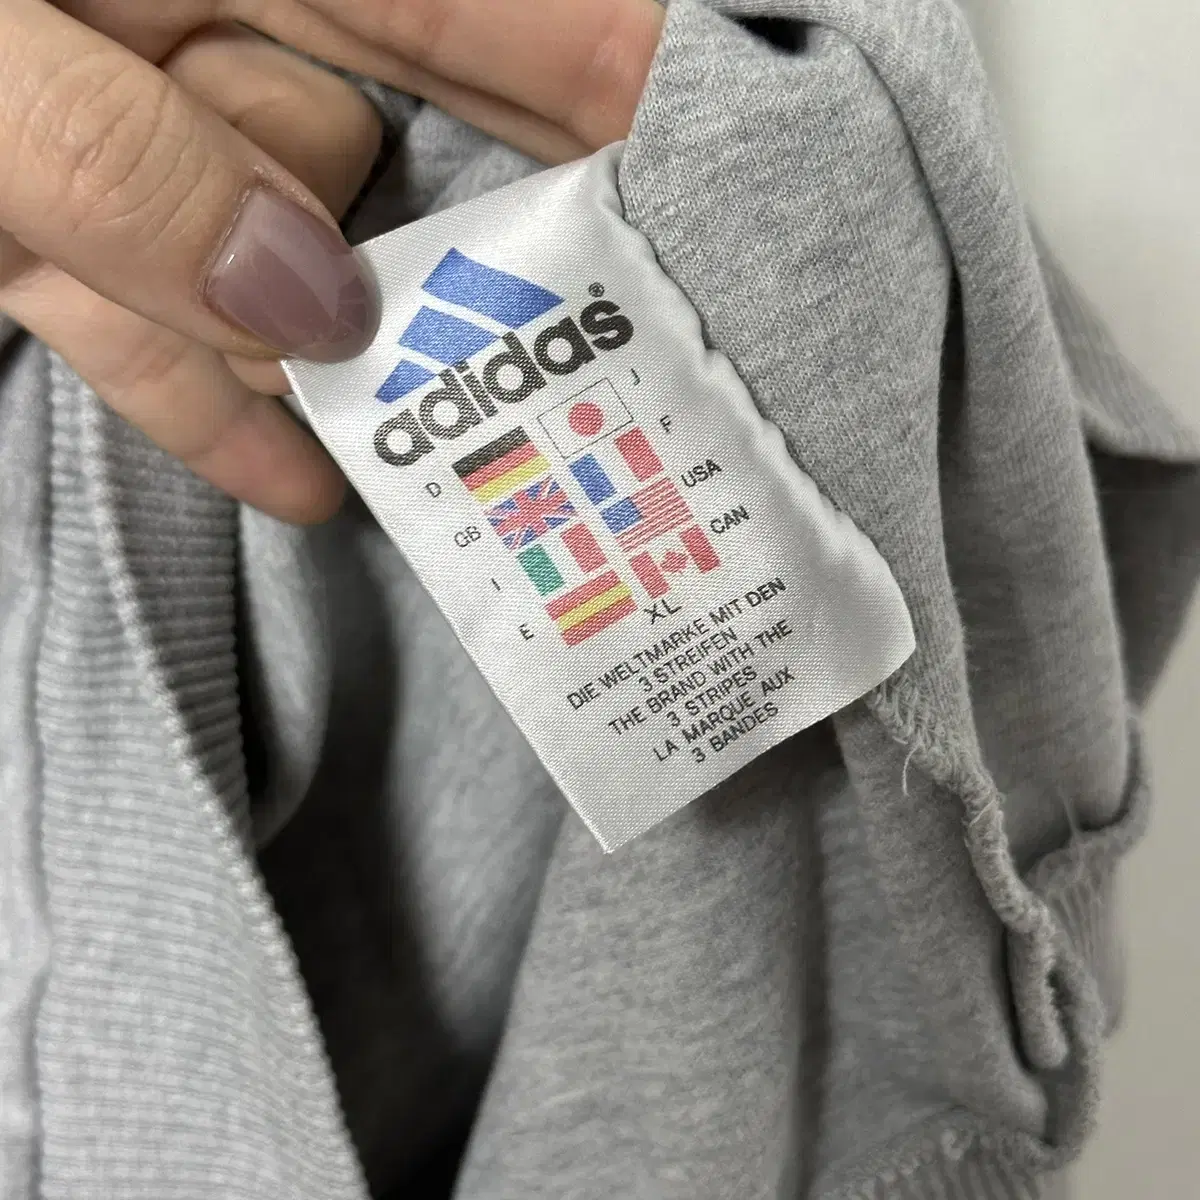 adidas®
J
D
F
GB
USA
I
CAN
E
XL
DIE WELTMARKE MIT DEN
3 STREIFEN
THE BRAND WITH THE
3 STRIPES
LA MARQUE AUX
3 BANDES